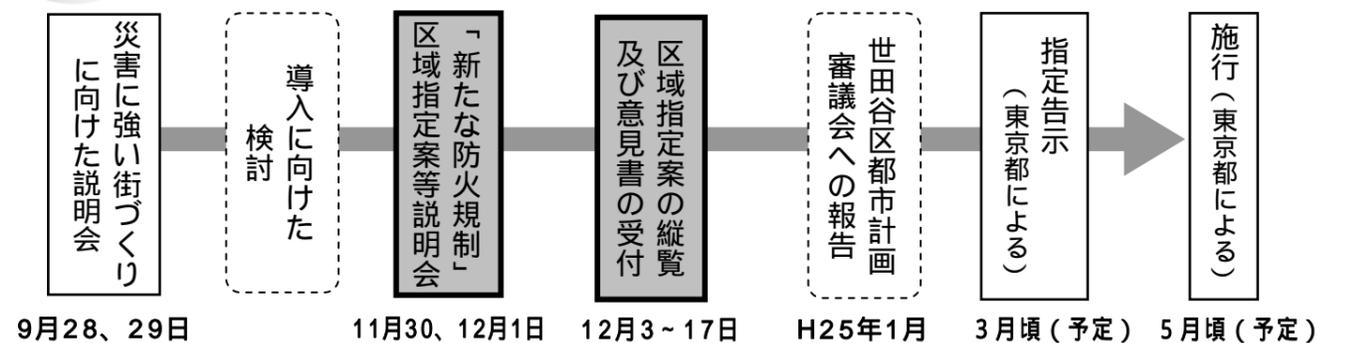 災害に強い街づくり
に向けた説明会
9月28、29日
導入に向けた
検討
「新たな防火規制」
区域指定案等説明会
11月30、12月1日
区域指定案の縦覧
及び意見書の受付
12月3~17日
世田谷区都市計画
審議会への報告
H25年1月
指定告示
(東京都による)
3月頃(予定)
施行(東京都による)
5月頃(予定)